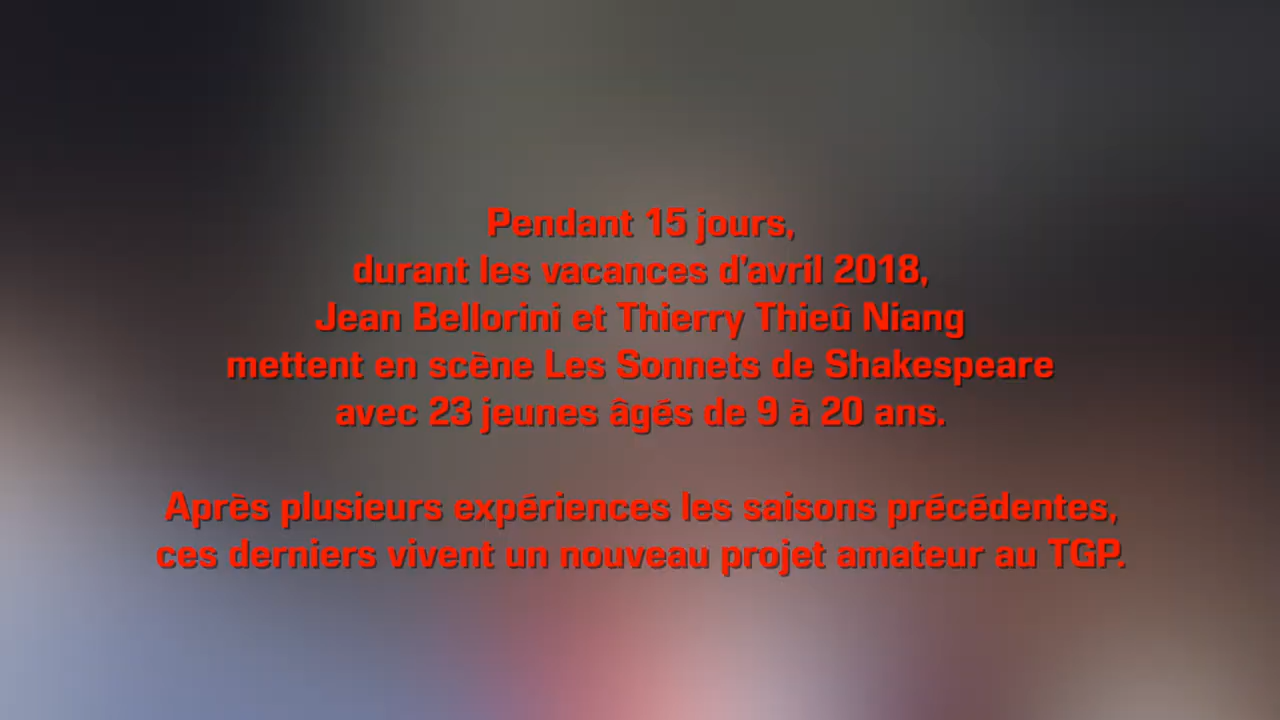 Pendant 15 jours,
durant les vacances d'avril 2018,
Jean Bellorini et Thierry Thieû Niang
mettent en scène Les Sonnets de Shakespeare
avec 23 jeunes âgés de 9 à 20 ans.
Après plusieurs expériences les saisons précédentes,
ces derniers vivent un nouveau projet amateur au TGP.